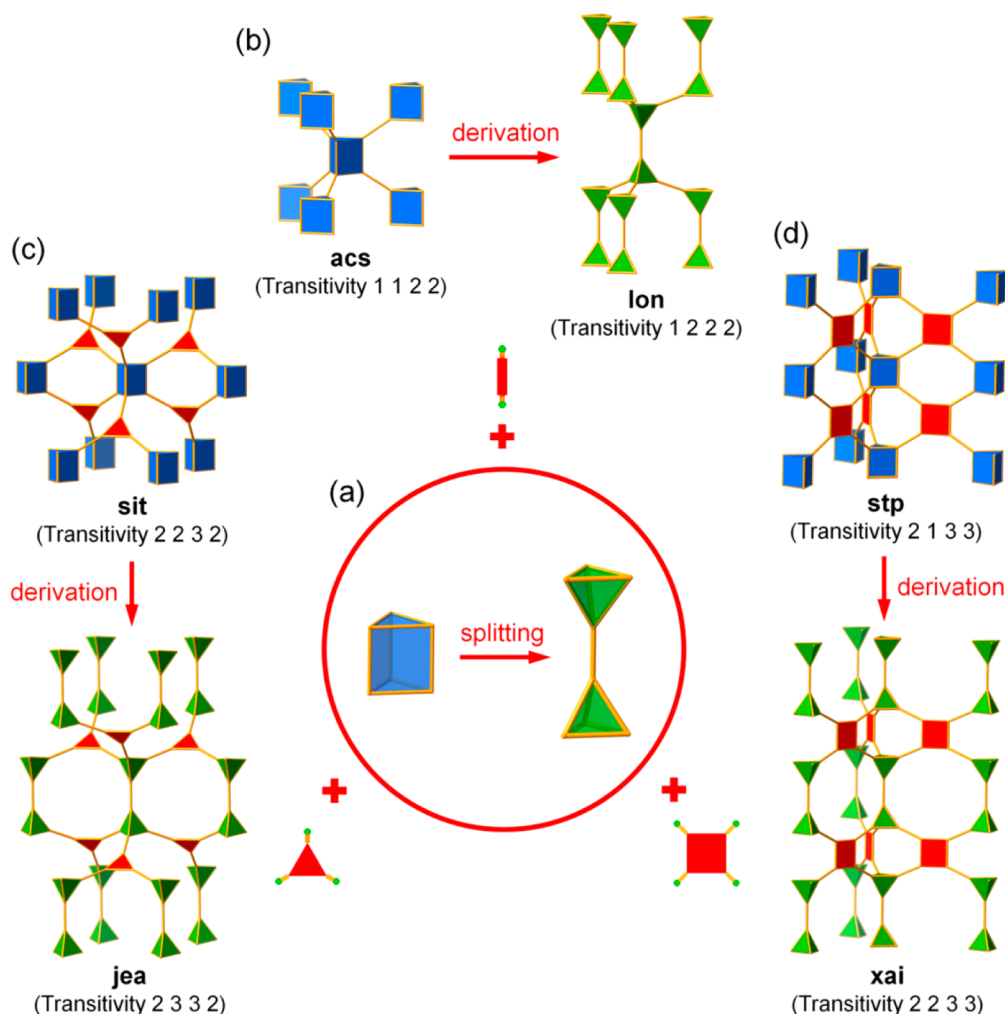 (b)
derivation
acs
(Transitivity 1 1 2 2)
lon
(Transitivity 1 2 2 2)
(c)
sit
(Transitivity 2 2 3 2)
derivation
jea
(Transitivity 2 3 3 2)
(a)
splitting
(d)
stp
(Transitivity 2 1 3 3)
derivation
xai
(Transitivity 2 2 3 3)